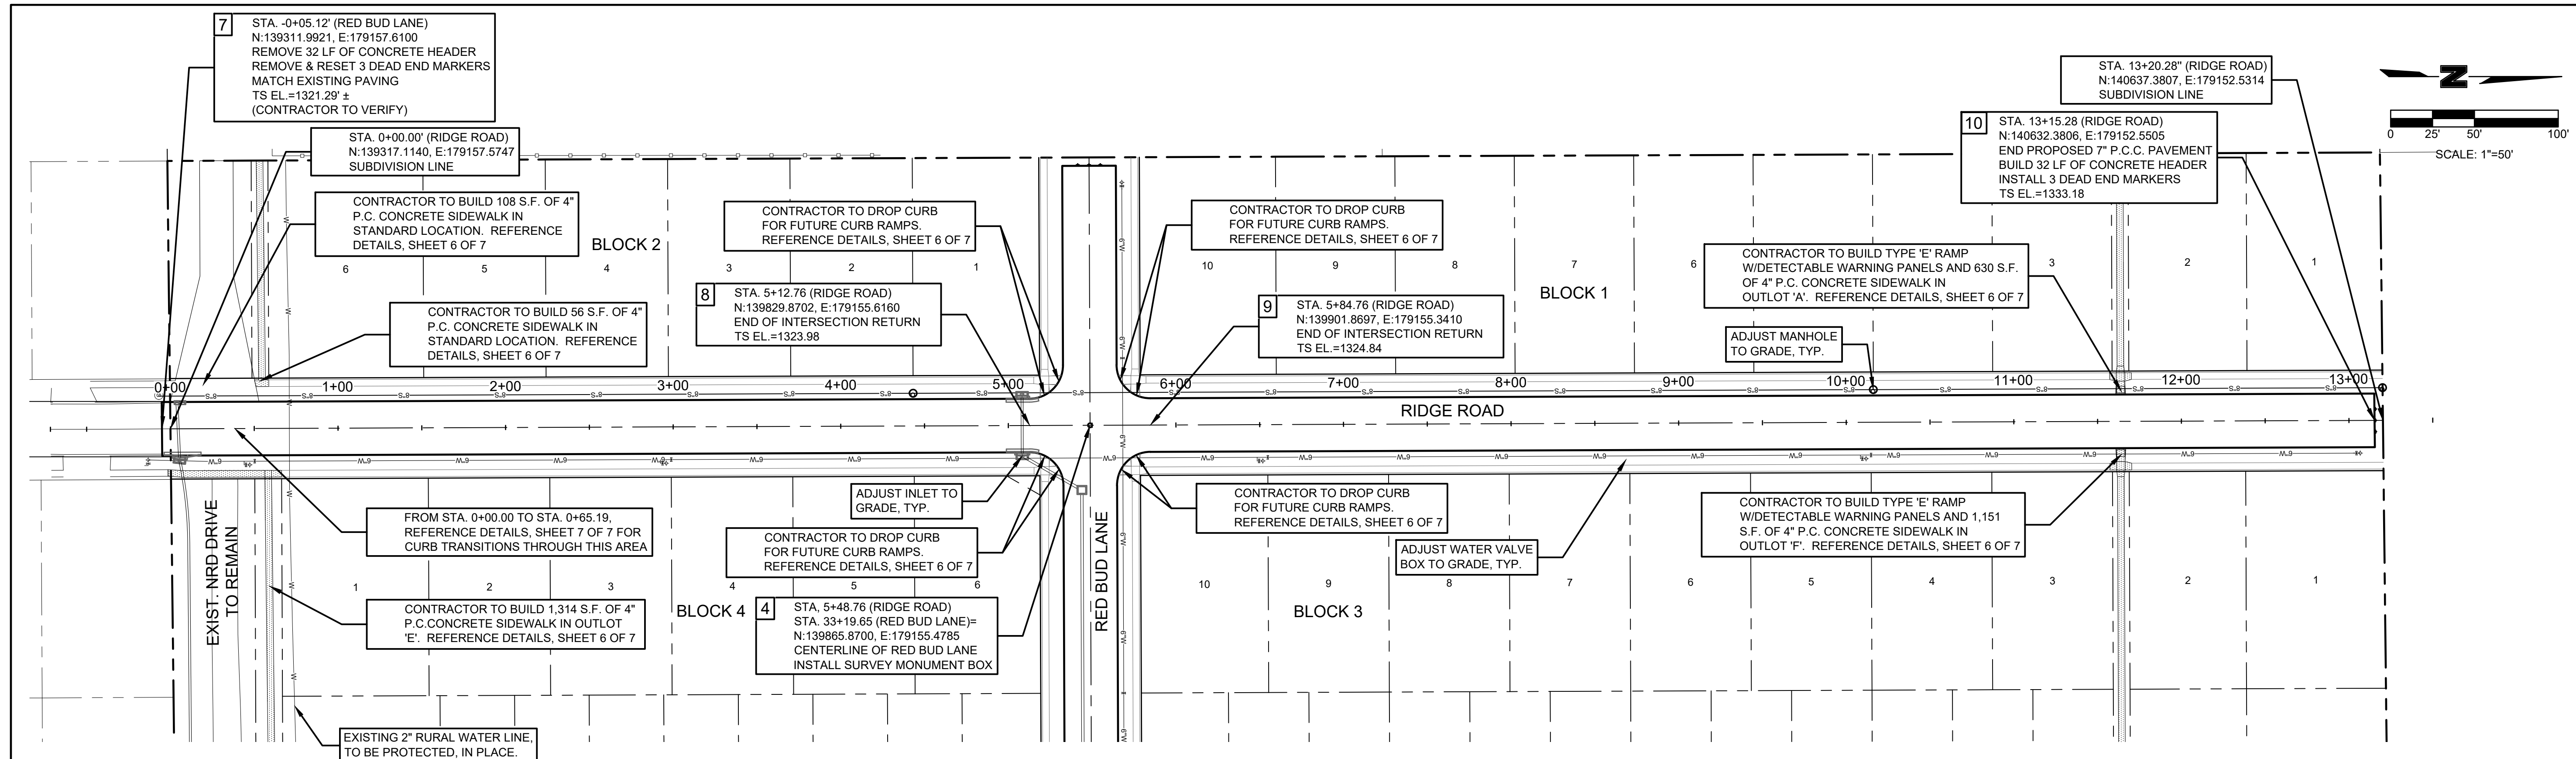 7
STA. -0+05.12' (RED BUD LANE)
N:139311.9921, E:179157.6100
REMOVE 32 LF OF CONCRETE HEADER
REMOVE & RESET 3 DEAD END MARKERS
MATCH EXISTING PAVING
TS EL.=1321.29' ±
(CONTRACTOR TO VERIFY)
STA. 0+00.00' (RIDGE ROAD)
N:139317.1140, E:179157.5747
SUBDIVISION LINE
CONTRACTOR TO BUILD 108 S.F. OF 4"
P.C. CONCRETE SIDEWALK IN
STANDARD LOCATION. REFERENCE
DETAILS, SHEET 6 OF 7
CONTRACTOR TO BUILD 56 S.F. OF 4"
P.C. CONCRETE SIDEWALK IN
STANDARD LOCATION. REFERENCE
DETAILS, SHEET 6 OF 7
BLOCK 2
6 5 4 3 2 1
CONTRACTOR TO DROP CURB
FOR FUTURE CURB RAMPS.
REFERENCE DETAILS, SHEET 6 OF 7
8
STA. 5+12.76 (RIDGE ROAD)
N:139829.8702, E:179155.6160
END OF INTERSECTION RETURN
TS EL.=1323.98
CONTRACTOR TO DROP CURB
FOR FUTURE CURB RAMPS.
REFERENCE DETAILS, SHEET 6 OF 7
9
STA. 5+84.76 (RIDGE ROAD)
N:139901.8697, E:179155.3410
END OF INTERSECTION RETURN
TS EL.=1324.84
BLOCK 1
10 9 8 7 6 3 2 1
CONTRACTOR TO BUILD TYPE 'E' RAMP
W/DETECTABLE WARNING PANELS AND 630 S.F.
OF 4" P.C. CONCRETE SIDEWALK IN
OUTLOT 'A'. REFERENCE DETAILS, SHEET 6 OF 7
ADJUST MANHOLE
TO GRADE, TYP.
STA. 13+20.28" (RIDGE ROAD)
N:140637.3807, E:179152.5314
SUBDIVISION LINE
10
STA. 13+15.28 (RIDGE ROAD)
N:140632.3806, E:179152.5505
END PROPOSED 7" P.C.C. PAVEMENT
BUILD 32 LF OF CONCRETE HEADER
INSTALL 3 DEAD END MARKERS
TS EL.=1333.18
N
0 25' 50' 100'
SCALE: 1"=50'
0+00 1+00 2+00 3+00 4+00 5+00 6+00 7+00 8+00 9+00 10+00 11+00 12+00 13+00
RIDGE ROAD
EXIST. NRD DRIVE
TO REMAIN
FROM STA. 0+00.00 TO STA. 0+65.19,
REFERENCE DETAILS, SHEET 7 OF 7 FOR
CURB TRANSITIONS THROUGH THIS AREA
CONTRACTOR TO BUILD 1,314 S.F. OF 4"
P.C.CONCRETE SIDEWALK IN OUTLOT
'E'. REFERENCE DETAILS, SHEET 6 OF 7
EXISTING 2" RURAL WATER LINE,
TO BE PROTECTED, IN PLACE.
1 2 3 4 5 6
BLOCK 4
ADJUST INLET TO
GRADE, TYP.
CONTRACTOR TO DROP CURB
FOR FUTURE CURB RAMPS.
REFERENCE DETAILS, SHEET 6 OF 7
4
STA, 5+48.76 (RIDGE ROAD)
STA. 33+19.65 (RED BUD LANE)=
N:139865.8700, E:179155.4785
CENTERLINE OF RED BUD LANE
INSTALL SURVEY MONUMENT BOX
RED BUD LANE
CONTRACTOR TO DROP CURB
FOR FUTURE CURB RAMPS.
REFERENCE DETAILS, SHEET 6 OF 7
ADJUST WATER VALVE
BOX TO GRADE, TYP.
CONTRACTOR TO BUILD TYPE 'E' RAMP
W/DETECTABLE WARNING PANELS AND 1,151
S.F. OF 4" P.C. CONCRETE SIDEWALK IN
OUTLOT 'F'. REFERENCE DETAILS, SHEET 6 OF 7
10 9 8 7 6 5 4 3 2 1
BLOCK 3